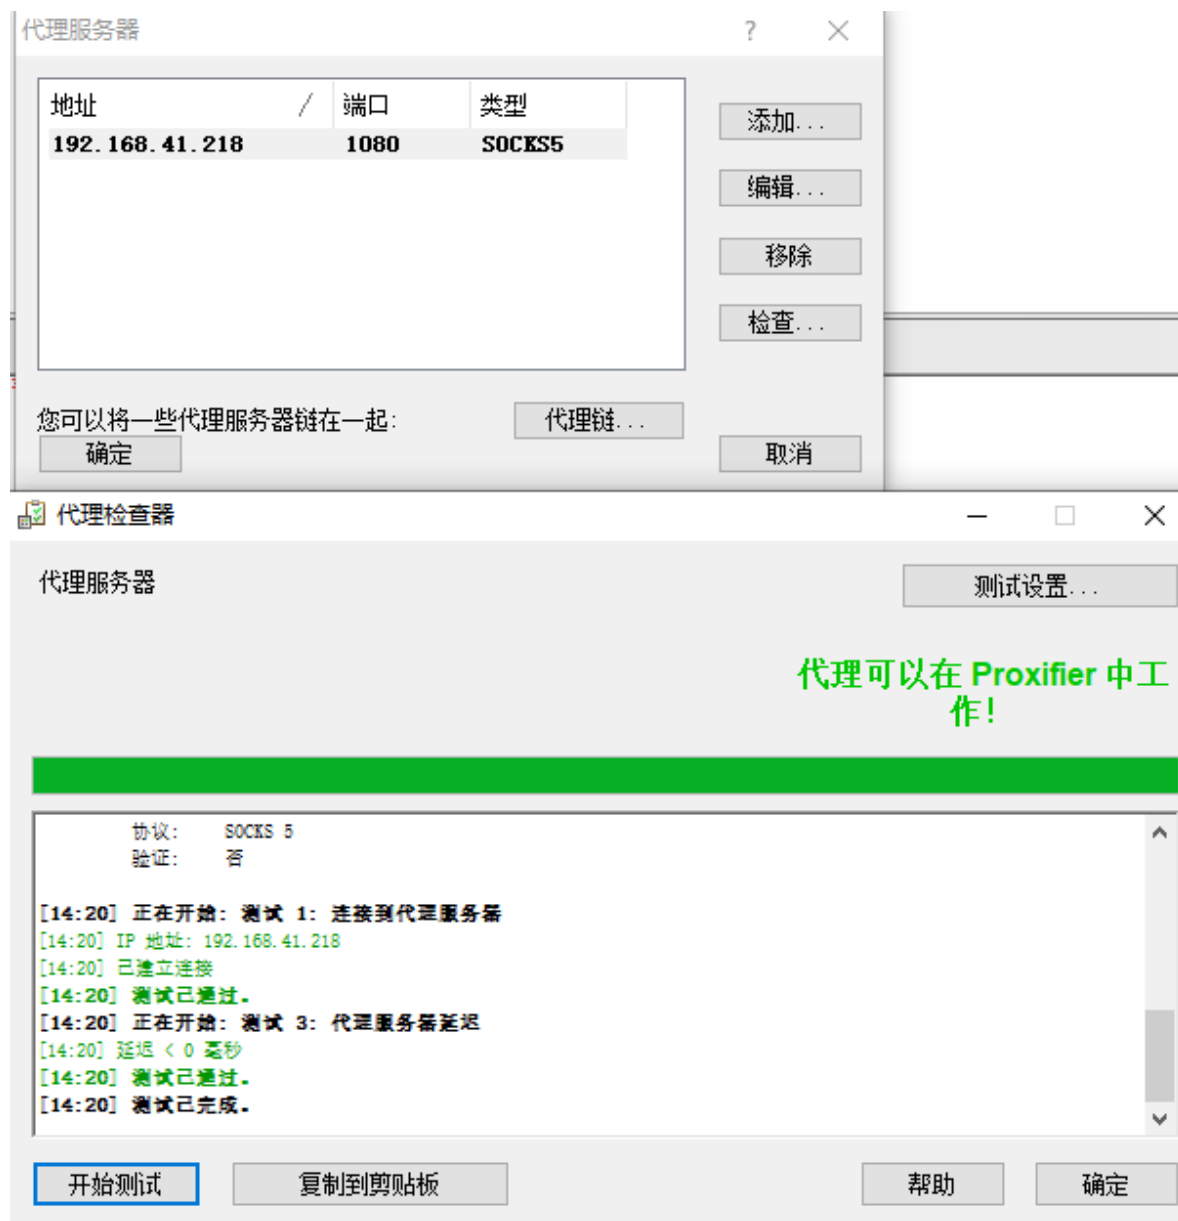 代理服务器
地址 / 端口 类型
192.168.41.218 1080 SOCKS5
添加...
编辑...
移除
检查...
您可以将一些代理服务器链在一起:
代理链...
确定
取消
代理检查器
代理服务器
测试设置...
代理可以在 Proxifier 中工
作!
协议: SOCKS 5
验证: 否
[14:20] 正在开始: 测试 1: 连接到代理服务器
[14:20] IP 地址: 192.168.41.218
[14:20] 已建立连接
[14:20] 测试已通过.
[14:20] 正在开始: 测试 3: 代理服务器延迟
[14:20] 延迟 < 0 毫秒
[14:20] 测试已通过.
[14:20] 测试已完成.
开始测试
复制到剪贴板
帮助
确定